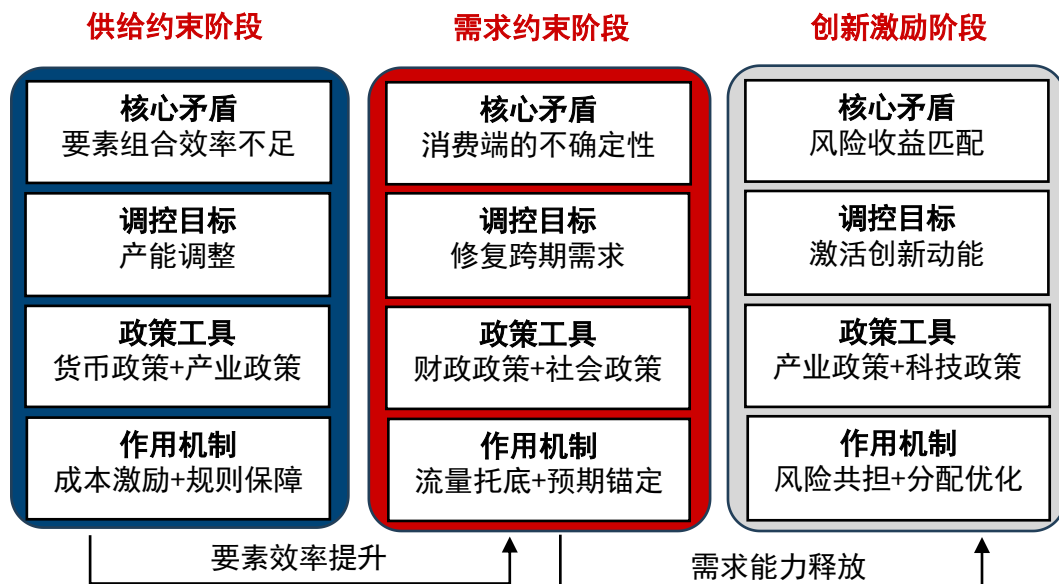 供给约束阶段
核心矛盾
要素组合效率不足
调控目标
产能调整
政策工具
货币政策+产业政策
作用机制
成本激励+规则保障
需求约束阶段
核心矛盾
消费端的不确定性
调控目标
修复跨期需求
政策工具
财政政策+社会政策
作用机制
流量托底+预期锚定
创新激励阶段
核心矛盾
风险收益匹配
调控目标
激活创新动能
政策工具
产业政策+科技政策
作用机制
风险共担+分配优化
要素效率提升
需求能力释放